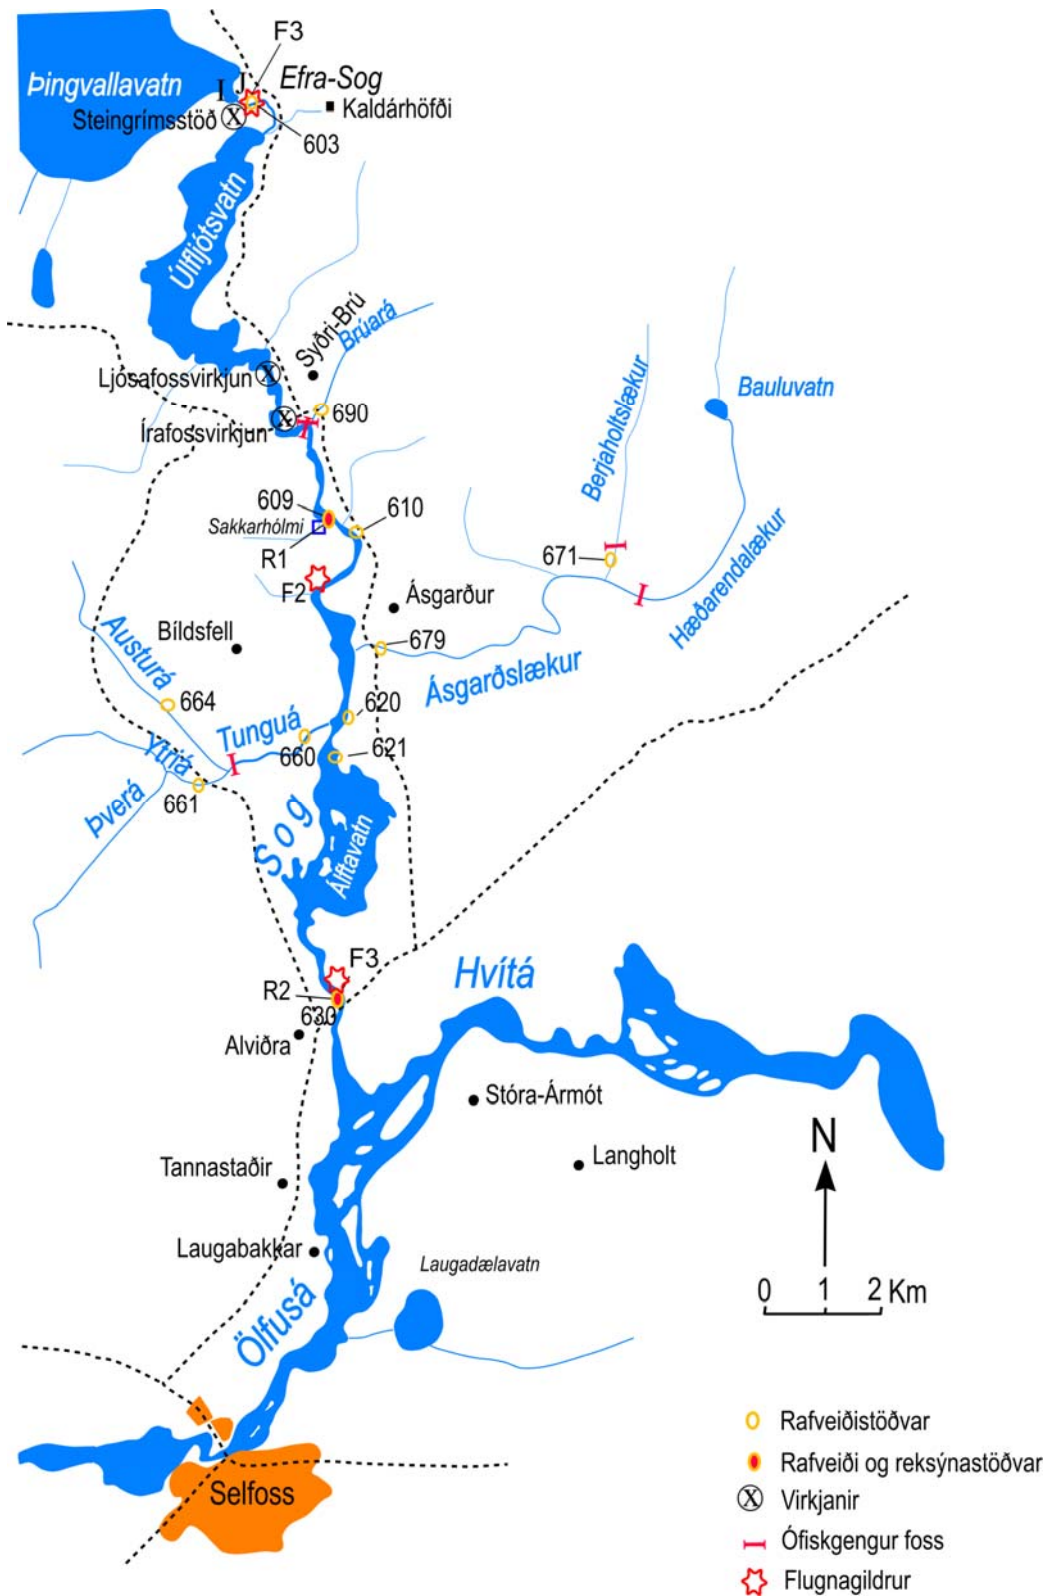 F3
Þingvallavatn
I J
Efra-Sog
Kaldárhöfði
Steingrímsstöð
X
603
Úlfljótsvatn
Syðri-Brú
Brúará
Ljósafossvirkjun
X
Írafossvirkjun
X
690
Berjaholtslækur
Bauluvatn
609
610
Sakkarhólmi
R1
671
F2
Ásgarður
Hæðarendalækur
Bíldsfell
679
Austurá
Ásgarðslækur
664
620
Tunguá
621
Ytriá
660
661
Þverá
Sog
Álftavatn
F3
Hvítá
R2
630
Alviðra
Stóra-Ármót
N
Langholt
Tannastaðir
Laugabakkar
Laugadælavatn
0 1 2 Km
Ölfusá
Selfoss
Rafveiðistöðvar
Rafveiði og reksýnastöðvar
X Virkjanir
Ófiskgengur foss
Flugnagildrur